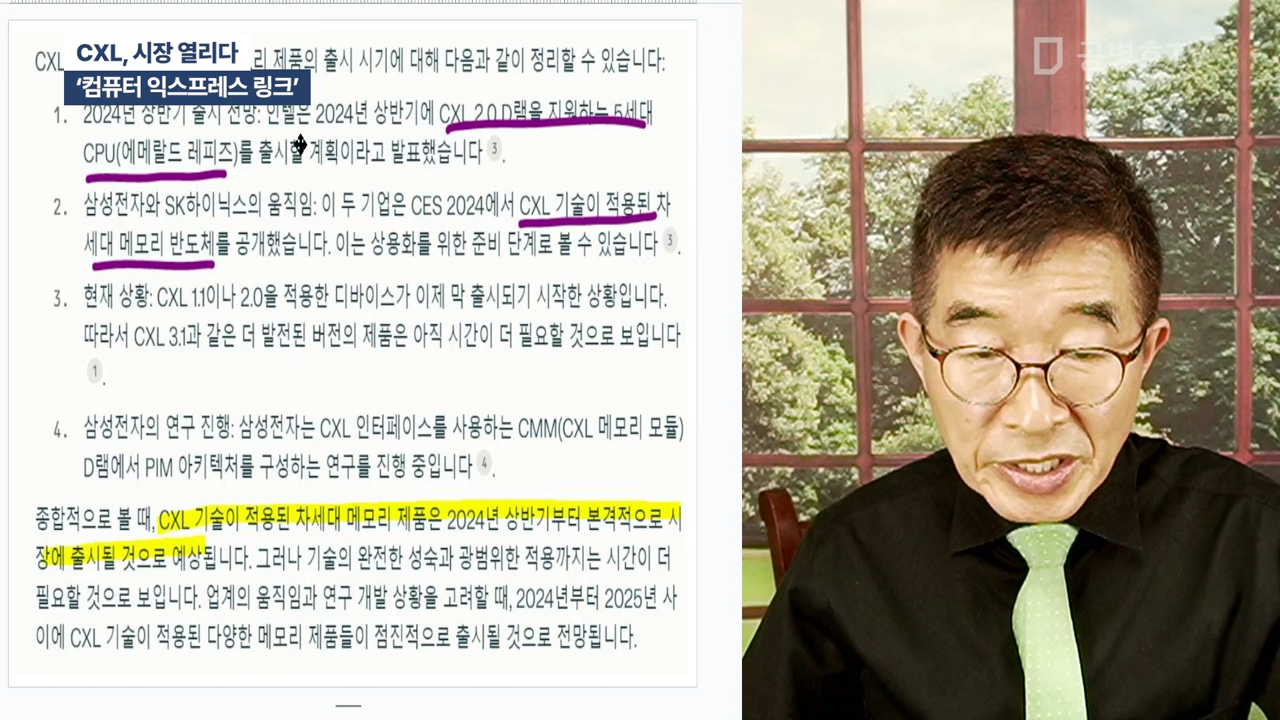 CXL, 시장 열리다
‘컴퓨터 익스프레스 링크’
공병호TV
CXL 리 제품의 출시 시기에 대해 다음과 같이 정리할 수 있습니다:
1. 2024년 상반기 출시 전망: 인텔은 2024년 상반기에 CXL 2.0 D램을 지원하는 5세대
CPU(에메랄드 레피즈)를 출시할 계획이라고 발표했습니다 3.
2. 삼성전자와 SK하이닉스의 움직임: 이 두 기업은 CES 2024에서 CXL 기술이 적용된 차
세대 메모리 반도체를 공개했습니다. 이는 상용화를 위한 준비 단계로 볼 수 있습니다 3.
3. 현재 상황: CXL 1.1이나 2.0을 적용한 디바이스가 이제 막 출시되기 시작한 상황입니다.
따라서 CXL 3.1과 같은 더 발전된 버전의 제품은 아직 시간이 더 필요할 것으로 보입니다
1.
4. 삼성전자의 연구 진행: 삼성전자는 CXL 인터페이스를 사용하는 CMM(CXL 메모리 모듈)
D램에서 PIM 아키텍처를 구성하는 연구를 진행 중입니다 4.
종합적으로 볼 때, CXL 기술이 적용된 차세대 메모리 제품은 2024년 상반기부터 본격적으로 시
장에 출시될 것으로 예상됩니다. 그러나 기술의 완전한 성숙과 광범위한 적용까지는 시간이 더
필요할 것으로 보입니다. 업계의 움직임과 연구 개발 상황을 고려할 때, 2024년부터 2025년 사
이에 CXL 기술이 적용된 다양한 메모리 제품들이 점진적으로 출시될 것으로 전망됩니다.